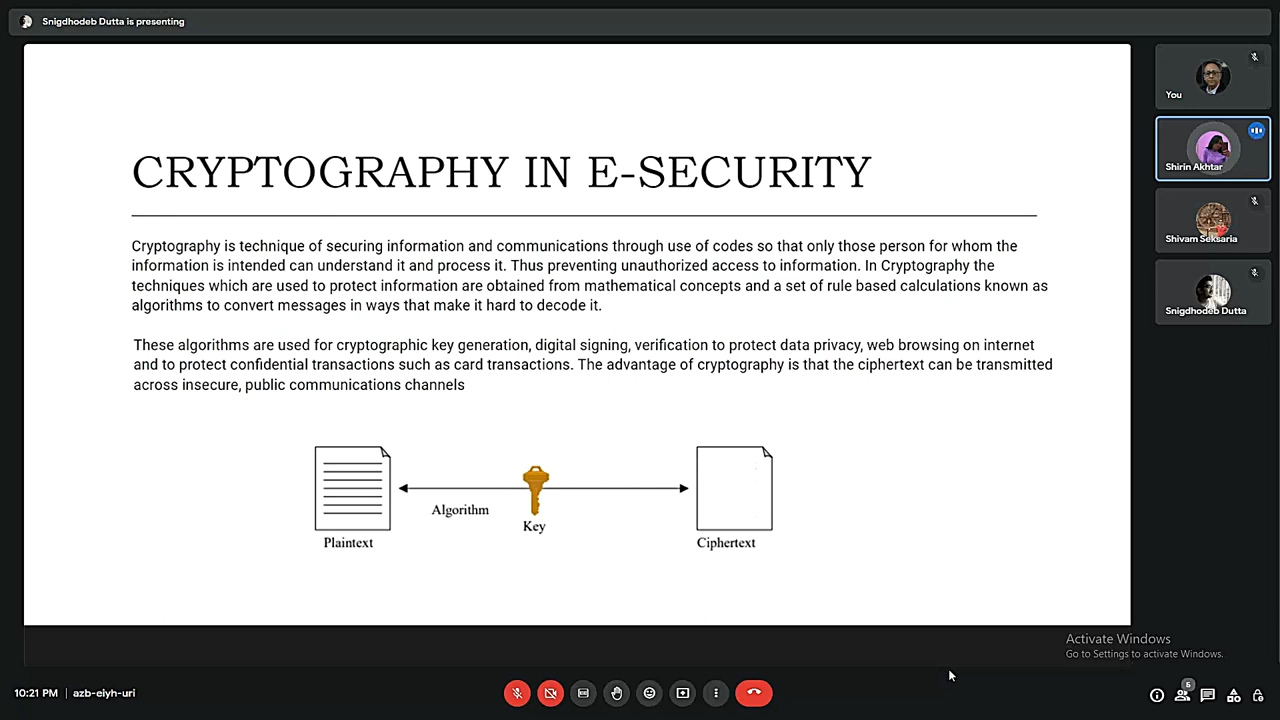 Snigdhodeb Dutta is presenting
CRYPTOGRAPHY IN E-SECURITY
Cryptography is technique of securing information and communications through use of codes so that only those person for whom the
information is intended can understand it and process it. Thus preventing unauthorized access to information. In Cryptography the
techniques which are used to protect information are obtained from mathematical concepts and a set of rule based calculations known as
algorithms to convert messages in ways that make it hard to decode it.
These algorithms are used for cryptographic key generation, digital signing, verification to protect data privacy, web browsing on internet
and to protect confidential transactions such as card transactions. The advantage of cryptography is that the ciphertext can be transmitted
across insecure, public communications channels
Algorithm
Key
Plaintext
Ciphertext
You
Shirin Akhtar
Shivam Seksaria
Snigdhodeb Dutta
Activate Windows
Go to Settings to activate Windows.
10:21 PM | azb-eiyh-uri
6